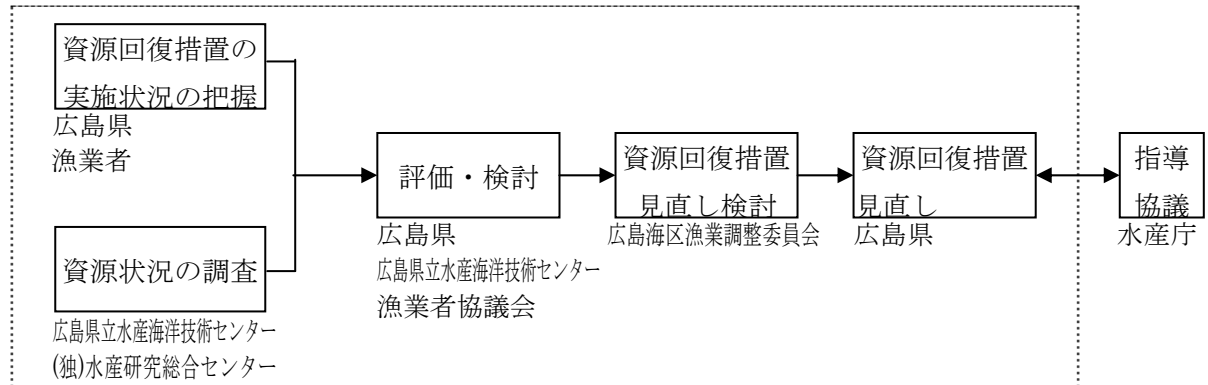 資源回復措置の
実施状況の把握
広島県
漁業者
資源状況の調査
広島県立水産海洋技術センター
(独)水産研究総合センター
評価・検討
広島県
広島県立水産海洋技術センター
漁業者協議会
資源回復措置
見直し検討
広島海区漁業調整委員会
資源回復措置
見直し
広島県
指導
協議
水産庁